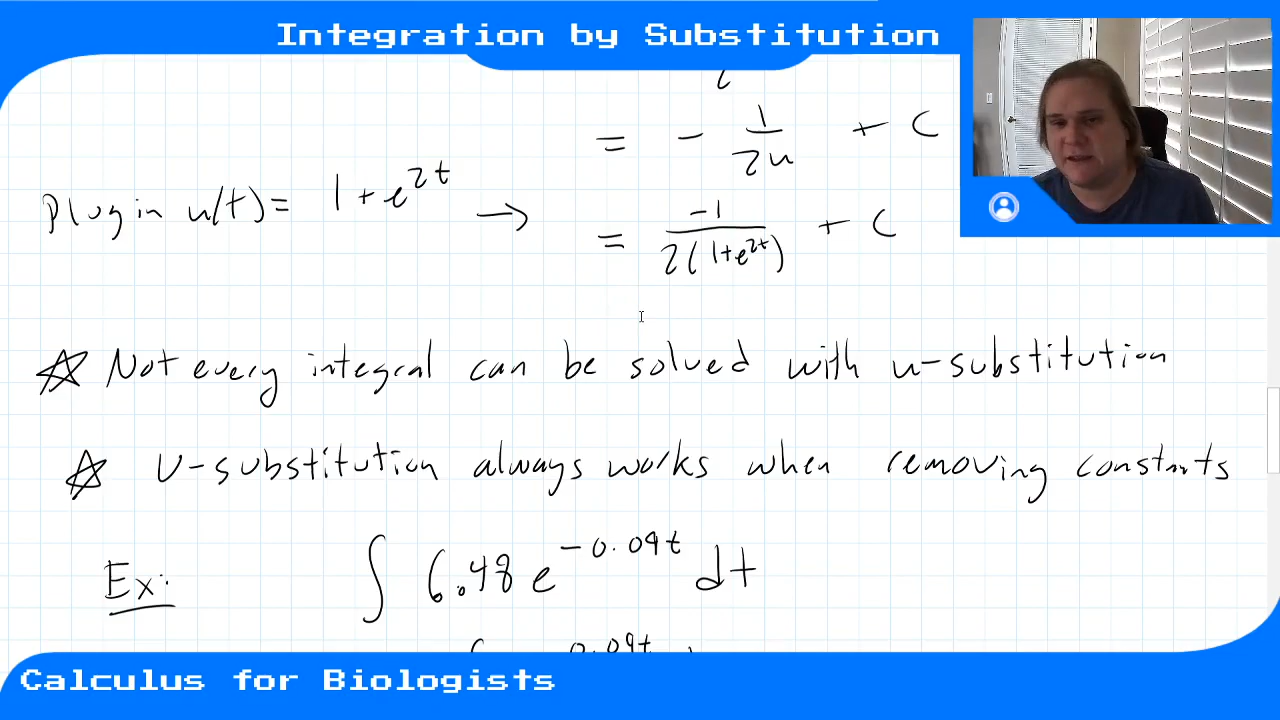 Integration by Substitution
= - 1/2u + C
Plug in u(t) = 1 + e^2t → = -1/2(1+e^2t) + C
☆ Not every integral can be solved with u-substitution
☆ U-substitution always works when removing constants
Ex: ∫ 6.48 e^-0.09t dt
Calculus for Biologists